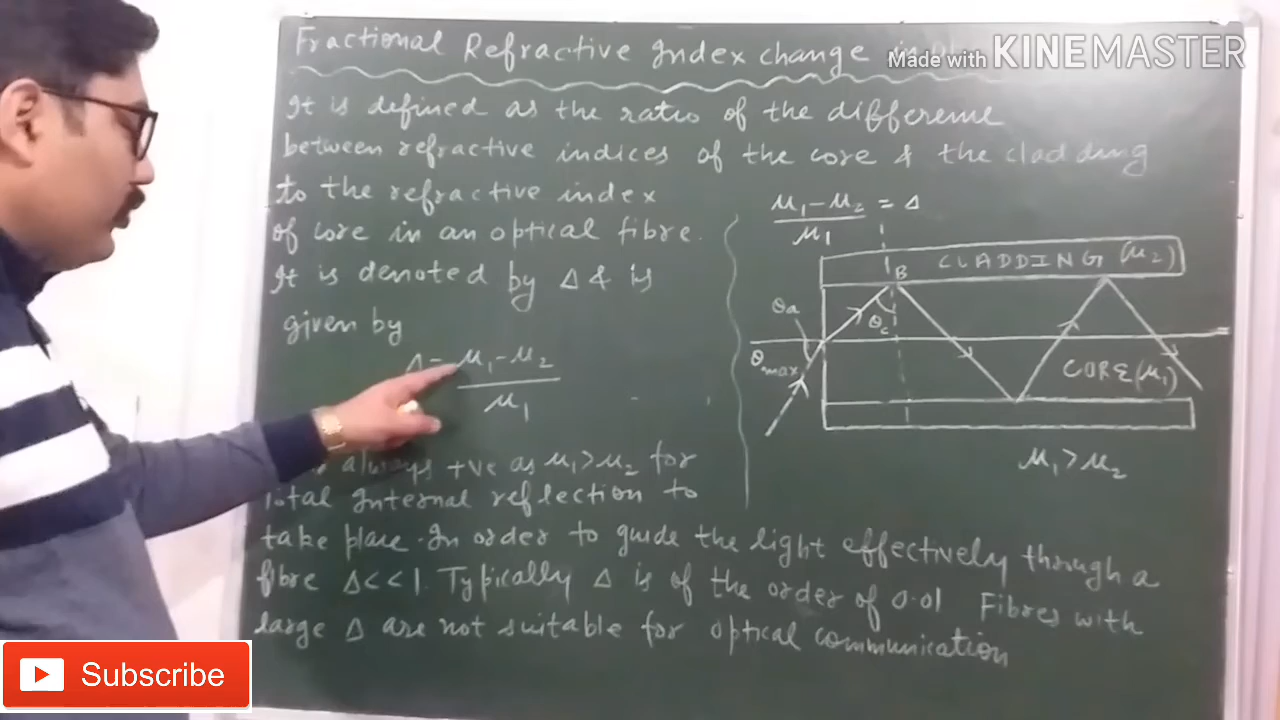 Fractional Refractive Index change
Made with KINEMASTER
It is defined as the ratio of the difference
between refractive indices of the core & the cladding
to the refractive index
of core in an optical fibre.
It is denoted by Δ & is
given by
Δ = μ1-μ2
μ1
always +ve as μ1>μ2 for
Total Internal reflection to
take place. In order to guide the light effectively through a
fibre Δ<<1. Typically Δ is of the order of 0.01 Fibres with
large Δ are not suitable for optical communication
μ1-μ2 = Δ
μ1
CLADDING (μ2)
B
θa
θc
θmax
CORE (μ1)
μ1>μ2
Subscribe